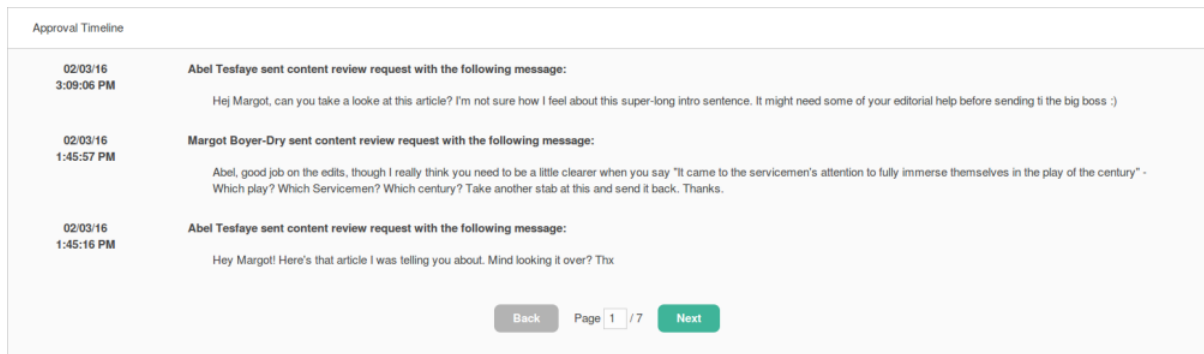 Approval Timeline
02/03/16
3:09:06 PM
Abel Tesfaye sent content review request with the following message:
Hej Margot, can you take a looke at this article? I'm not sure how I feel about this super-long intro sentence. It might need some of your editorial help before sending ti the big boss :)
02/03/16
1:45:57 PM
Margot Boyer-Dry sent content review request with the following message:
Abel, good job on the edits, though I really think you need to be a little clearer when you say "It came to the servicemen's attention to fully immerse themselves in the play of the century" -
Which play? Which Servicemen? Which century? Take another stab at this and send it back. Thanks.
02/03/16
1:45:16 PM
Abel Tesfaye sent content review request with the following message:
Hey Margot! Here's that article I was telling you about. Mind looking it over? Thx
Back Page 1 / 7 Next